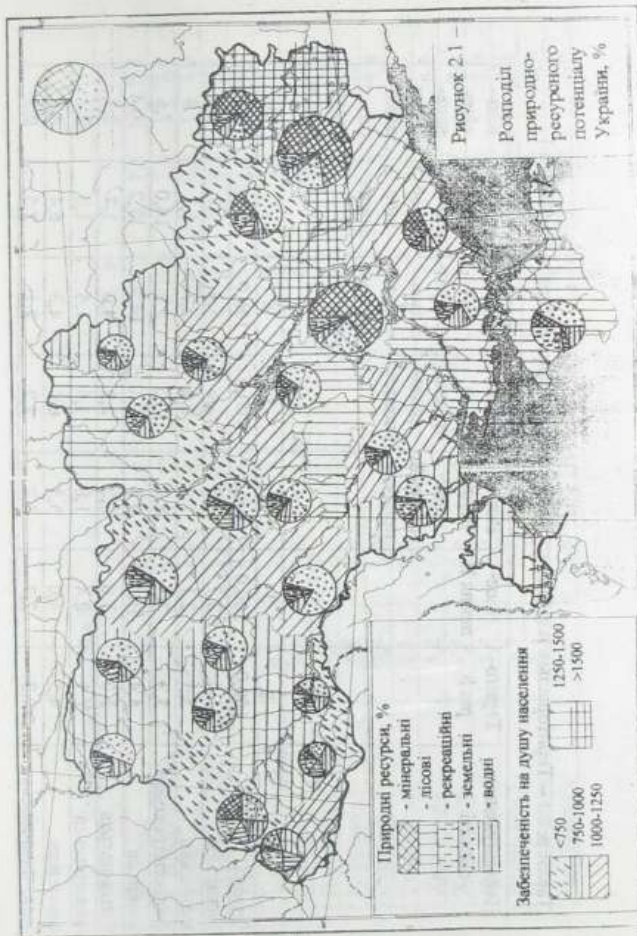 Рисунок 2.1 –
Розподіл
природно-
ресурсного
потенціалу
України, %
Природні ресурси, %
- мінеральні
- лісові
- рекреаційні
- земельні
- водні
Забезпеченість на душу населення
<750
750-1000
1000-1250
1250-1500
>1500